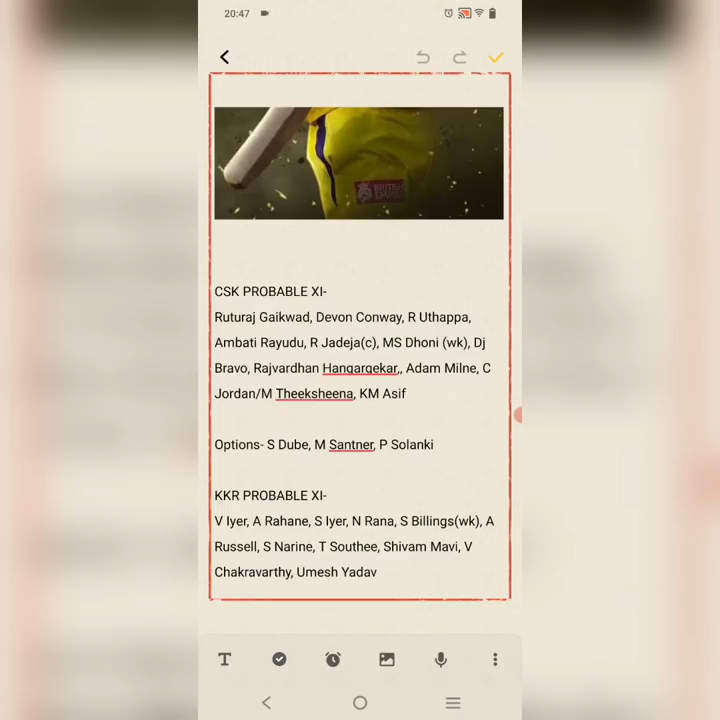 20:47
BRITISH
EMPIRE
CSK PROBABLE XI-
Ruturaj Gaikwad, Devon Conway, R Uthappa,
Ambati Rayudu, R Jadeja(c), MS Dhoni (wk), Dj
Bravo, Rajvardhan Hangargekar,, Adam Milne, C
Jordan/M Theeksheena, KM Asif
Options- S Dube, M Santner, P Solanki
KKR PROBABLE XI-
V Iyer, A Rahane, S Iyer, N Rana, S Billings(wk), A
Russell, S Narine, T Southee, Shivam Mavi, V
Chakravarthy, Umesh Yadav
T